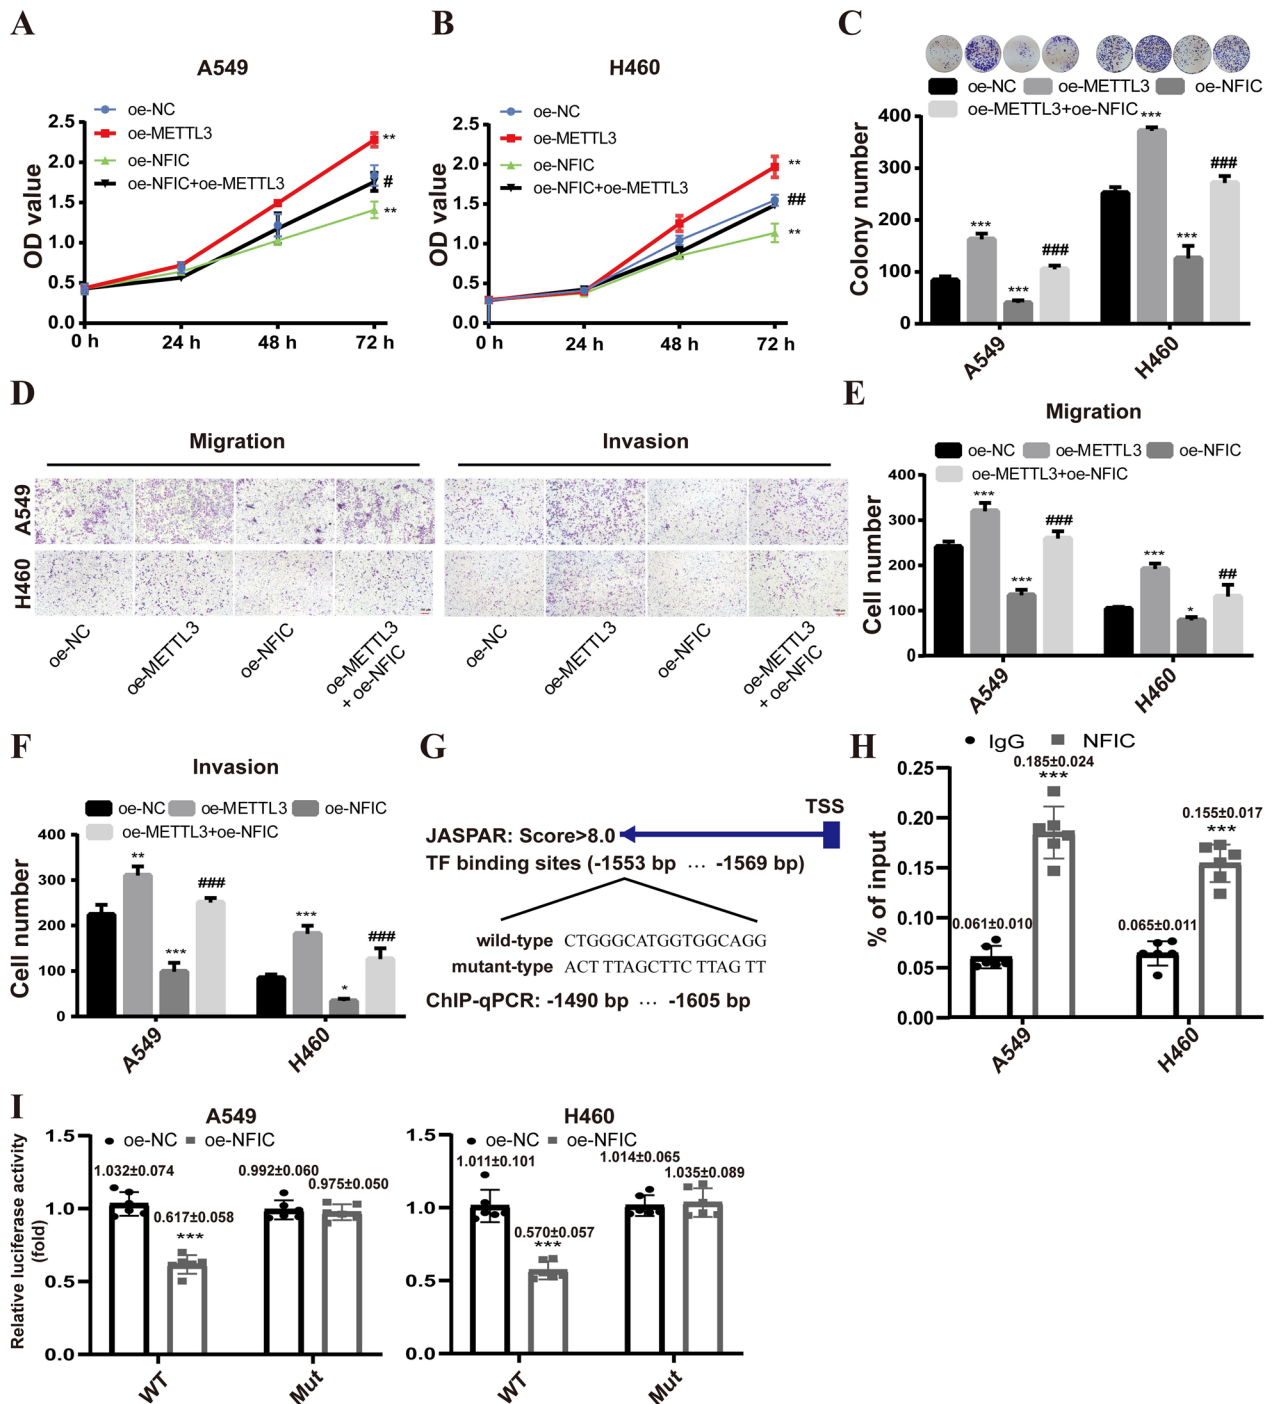 A
A549
oe-NC
oe-METTL3
oe-NFIC
oe-NFIC+oe-METTL3
OD value
2.5
2.0
1.5
1.0
0.5
0.0
0 h 24 h 48 h 72 h
**
#
**
B
H460
oe-NC
oe-METTL3
oe-NFIC
oe-NFIC+oe-METTL3
OD value
2.5
2.0
1.5
1.0
0.5
0.0
0 h 24 h 48 h 72 h
**
##
**
C
oe-NC oe-METTL3 oe-NFIC
oe-METTL3+oe-NFIC
Colony number
400
300
200
100
0
*** *** ###
*** *** ###
A549 H460
D
Migration Invasion
A549
H460
oe-NC oe-METTL3 oe-NFIC oe-METTL3 + oe-NFIC
oe-NC oe-METTL3 oe-NFIC oe-METTL3 + oe-NFIC
E
Migration
oe-NC oe-METTL3 oe-NFIC
oe-METTL3+oe-NFIC
Cell number
400
300
200
100
0
*** *** ###
*** * ##
A549 H460
F
Invasion
oe-NC oe-METTL3 oe-NFIC
oe-METTL3+oe-NFIC
Cell number
400
300
200
100
0
** *** ###
*** * ###
A549 H460
G
TSS
JASPAR: Score>8.0
TF binding sites (-1553 bp ... -1569 bp)
wild-type CTGGGCATGGTGGCAGG
mutant-type ACT TTAGCTTC TTAG TT
ChIP-qPCR: -1490 bp ... -1605 bp
H
IgG NFIC
% of input
0.25
0.20
0.15
0.10
0.05
0.00
0.061±0.010
0.185±0.024
***
0.065±0.011
0.155±0.017
***
A549 H460
I
A549
oe-NC oe-NFIC
Relative luciferase activity
(fold)
1.5
1.0
0.5
0.0
1.032±0.074
0.617±0.058
***
0.992±0.060
0.975±0.050
WT Mut
H460
oe-NC oe-NFIC
1.5
1.0
0.5
0.0
1.011±0.101
0.570±0.057
***
1.014±0.065
1.035±0.089
WT Mut